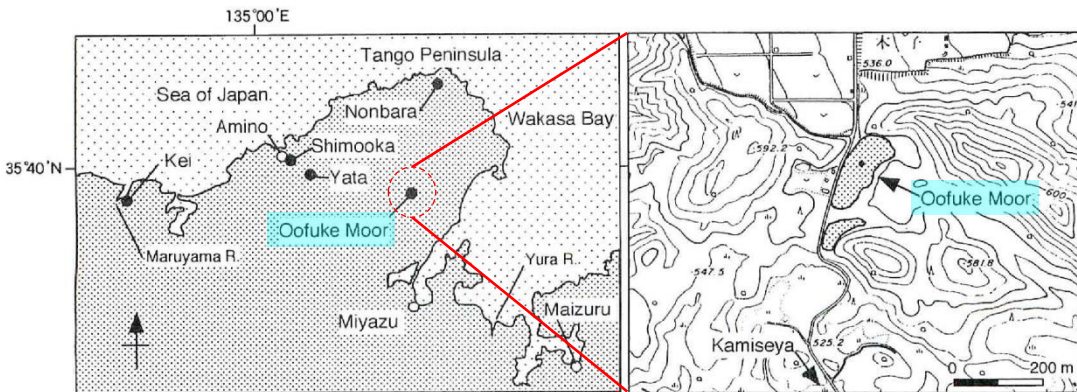 135°00' E
Tango Peninsula
Sea of Japan
Nonbara
Wakasa Bay
Amino
Shimooka
35°40' N
Kei
Yata
Oofuke Moor
Maruyama R.
Yura R.
Miyazu
Maizuru
木子
536.0
592.2
Oofuke Moor
600
547.5
581.8
525.2
Kamiseya
0 200 m